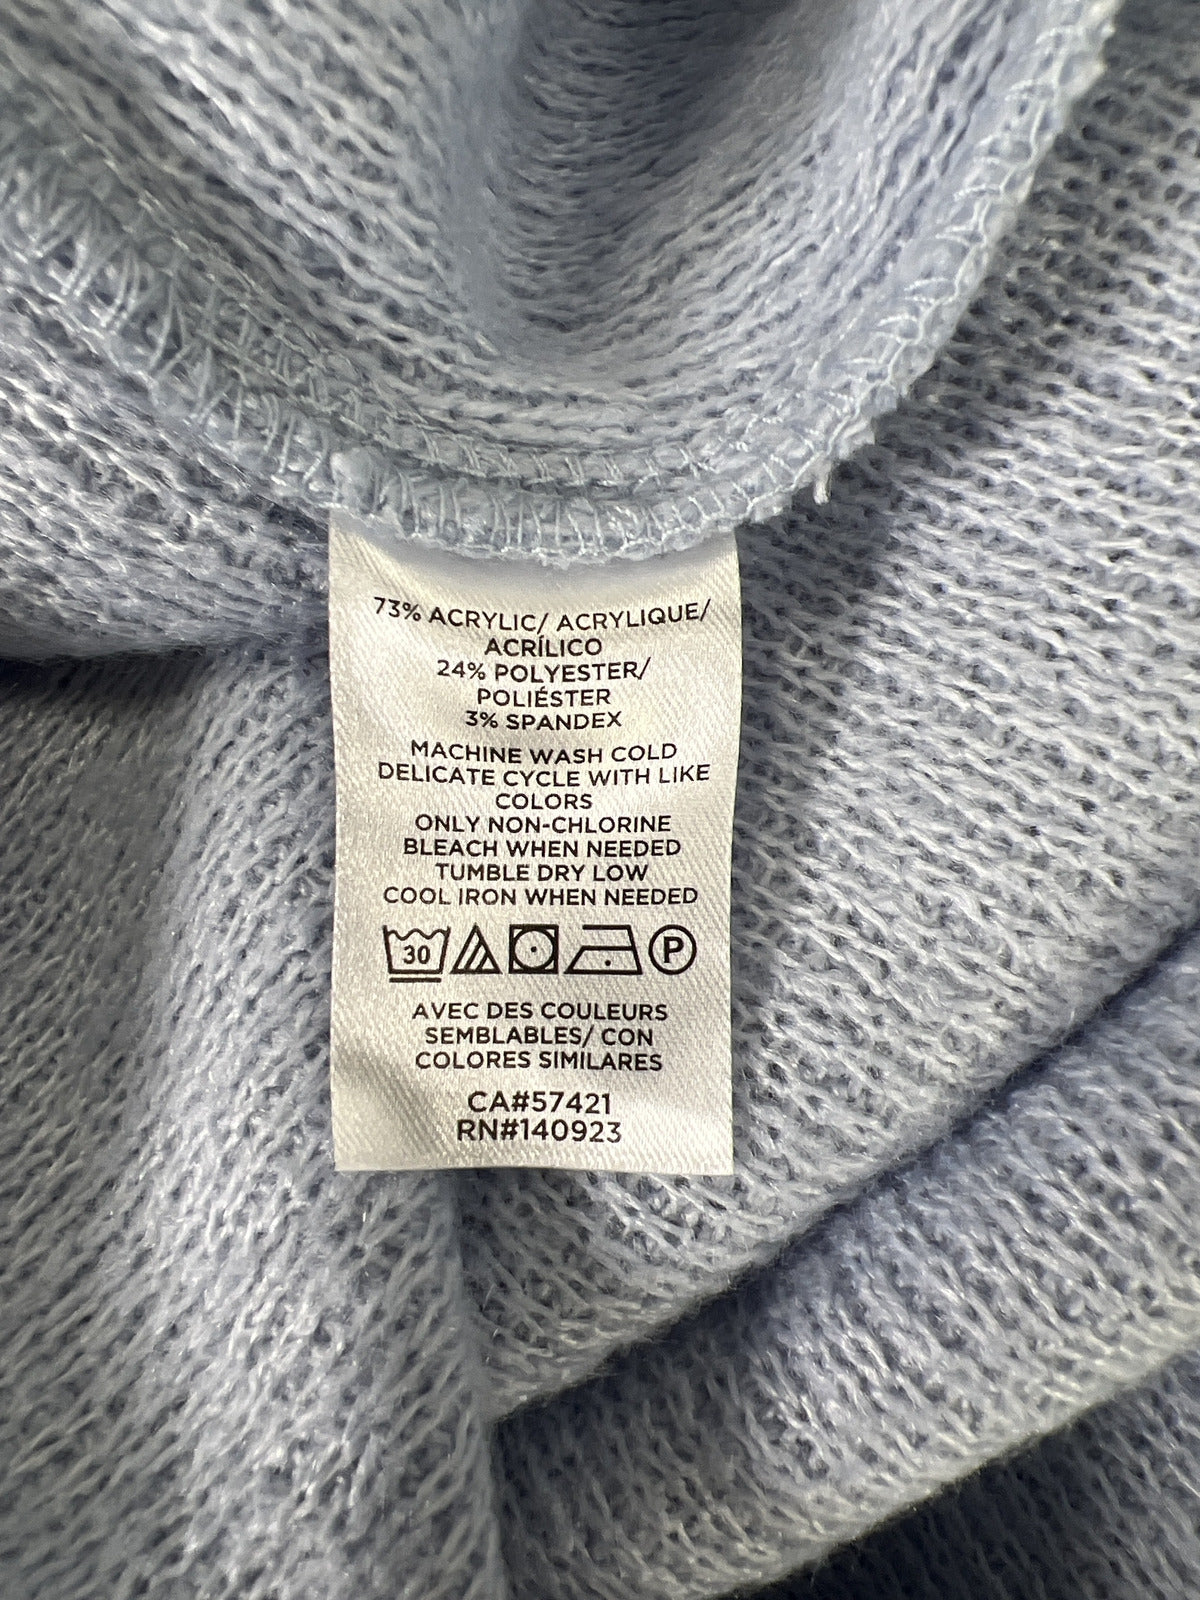 73% ACRYLIC/ ACRYLIQUE/
ACRÍLICO
24% POLYESTER/
POLIÉSTER
3% SPANDEX
MACHINE WASH COLD
DELICATE CYCLE WITH LIKE
COLORS
ONLY NON-CHLORINE
BLEACH WHEN NEEDED
TUMBLE DRY LOW
COOL IRON WHEN NEEDED
30 P
AVEC DES COULEURS
SEMBLABLES/ CON
COLORES SIMILARES
CA#57421
RN#140923